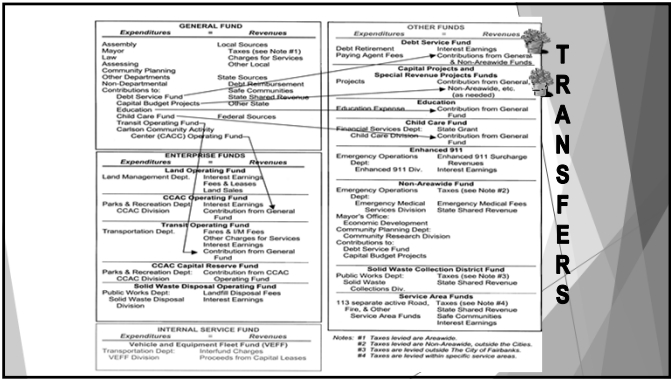 GENERAL FUND
Expenditures = Revenues
Assembly Local Sources
Mayor Taxes (see Note #1)
Law Charges for Services
Assessing Other Local
Community Planning
Other Departments State Sources
Non-Departmental Debt Reimbursement
Contributions to: Safe Communities
Debt Service Fund State Shared Revenue
Capital Budget Projects Other State
Education
Child Care Fund Federal Sources
Transit Operating Fund
Carlson Community Activity
Center (CACC) Operating Fund
ENTERPRISE FUNDS
Expenditures = Revenues
Land Operating Fund
Land Management Dept. Interest Earnings
Fees & Leases
Land Sales
CCAC Operating Fund
Parks & Recreation Dept: Interest Earnings
CCAC Division Contribution from General
Fund
Transit Operating Fund
Transportation Dept. Fares & I/M Fees
Other Charges for Services
Interest Earnings
Contribution from General
Fund
CCAC Capital Reserve Fund
Parks & Recreation Dept: Contribution from CCAC
CCAC Division Operating Fund
Solid Waste Disposal Operating Fund
Public Works Dept: Landfill Disposal Fees
Solid Waste Disposal Interest Earnings
Division
INTERNAL SERVICE FUND
Expenditures = Revenues
Vehicle and Equipment Fleet Fund (VEFF)
Transportation Dept: Interfund Charges
VEFF Division Proceeds from Capital Leases
OTHER FUNDS
Expenditures = Revenues
Debt Service Fund
Debt Retirement Interest Earnings
Paying Agent Fees Contributions from General
& Non-Areawide Funds
Capital Projects and
Special Revenue Projects Funds
Projects Contribution from General,
Non-Areawide, etc.
(as needed)
Education
Education Expense Contribution from General
Fund
Child Care Fund
Financial Services Dept: State Grant
Child Care Division Contribution from General
Fund
Enhanced 911
Emergency Operations Enhanced 911 Surcharge
Dept: Revenues
Enhanced 911 Div. Interest Earnings
Non-Areawide Fund
Emergency Operations Taxes (see Note #2)
Dept:
Emergency Medical Emergency Medical Fees
Services Division State Shared Revenue
Mayor's Office:
Economic Development
Community Planning Dept:
Community Research Division
Contributions to:
Debt Service Fund
Capital Budget Projects
Solid Waste Collection District Fund
Public Works Dept: Taxes (see Note #3)
Solid Waste State Shared Revenue
Collections Div.
Service Area Funds
113 separate active Road, Taxes (see Note #4)
Fire, & Other State Shared Revenue
Service Area Funds Safe Communities
Interest Earnings
Notes: #1 Taxes levied are Areawide.
#2 Taxes levied are Non-Areawide, outside the Cities.
#3 Taxes are levied outside The City of Fairbanks.
#4 Taxes are levied within specific service areas.
TRANSFERS